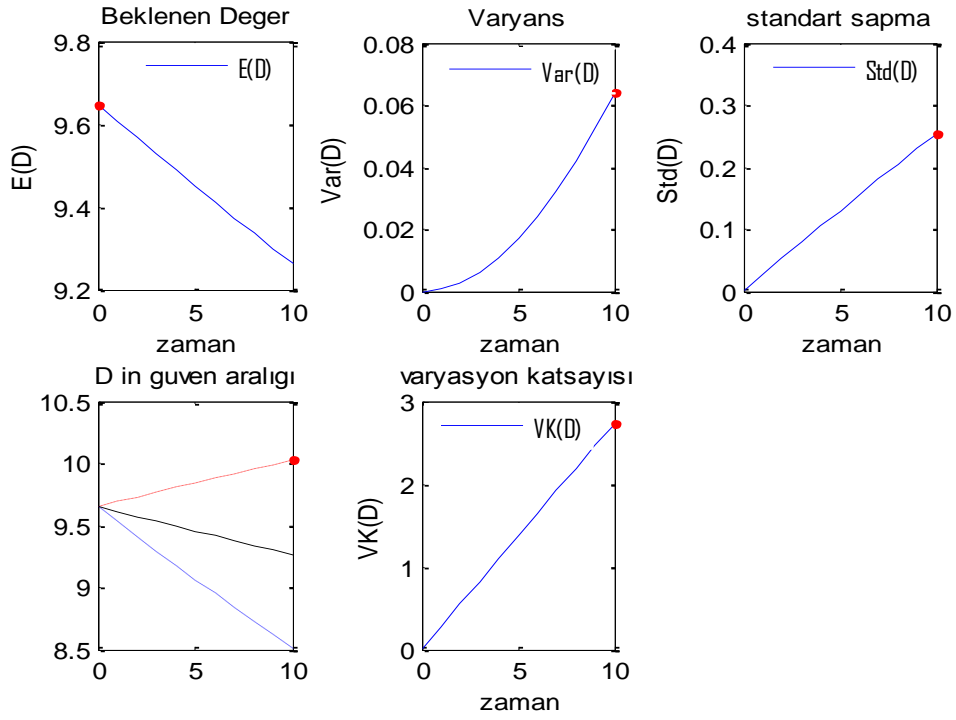 Beklenen Deger
9.8
9.6
9.4
9.2
E(D)
E(D)
0
5
10
zaman
Varyans
0.08
0.06
0.04
0.02
0
Var(D)
Var(D)
0
5
10
zaman
standart sapma
0.4
0.3
0.2
0.1
0
Std(D)
Std(D)
0
5
10
zaman
D in guven aralıgı
10.5
10
9.5
9
8.5
0
5
10
varyasyon katsayısı
3
2
1
0
VK(D)
VK(D)
0
5
10
zaman